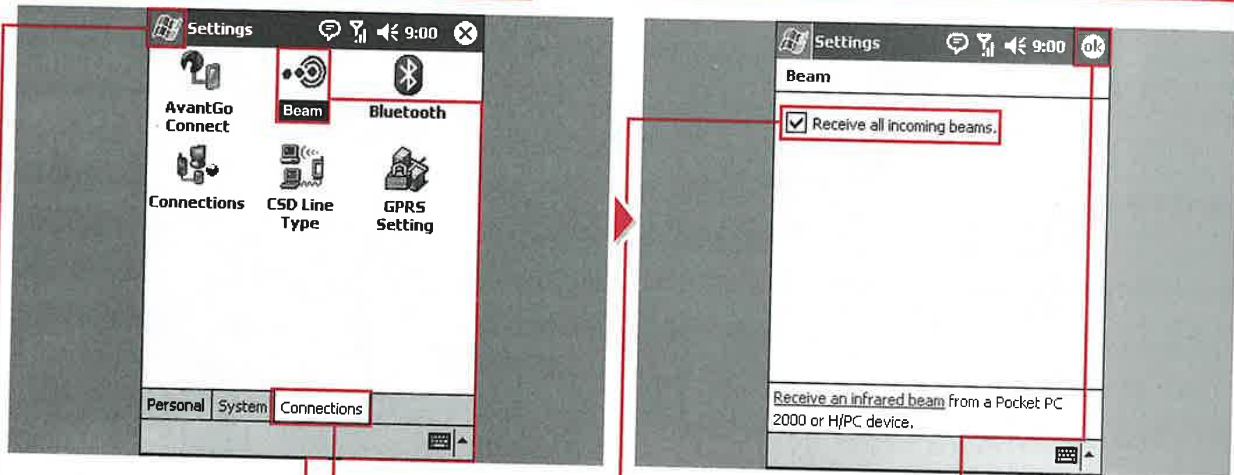 Settings 9:00
AvantGo
Connect
Beam
Bluetooth
Connections
CSD Line
Type
GPRS
Setting
Personal System Connections
Settings 9:00 ok
Beam
Receive all incoming beams.
Receive an infrared beam from a Pocket PC
2000 or H/PC device.